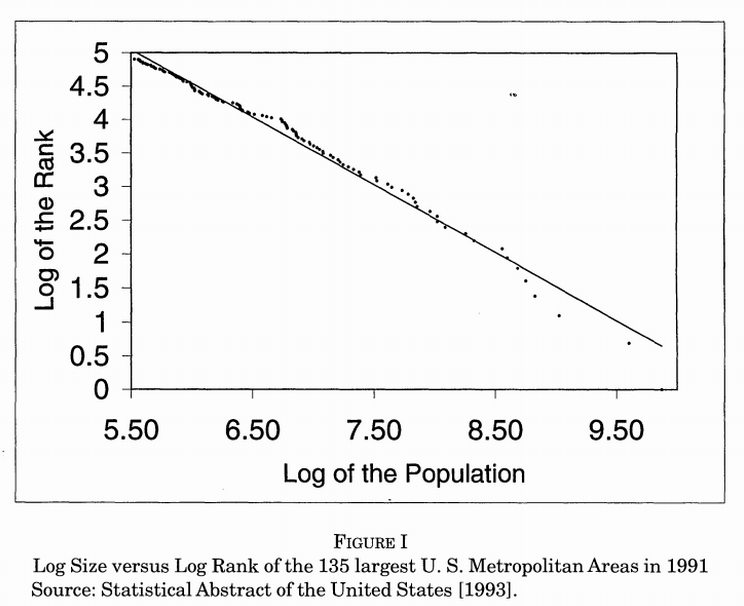 5
4.5
4
3.5
3
2.5
2
1.5
1
0.5
0
Log of the Rank
5.50 6.50 7.50 8.50 9.50
Log of the Population
FIGURE I
Log Size versus Log Rank of the 135 largest U. S. Metropolitan Areas in 1991
Source: Statistical Abstract of the United States [1993].